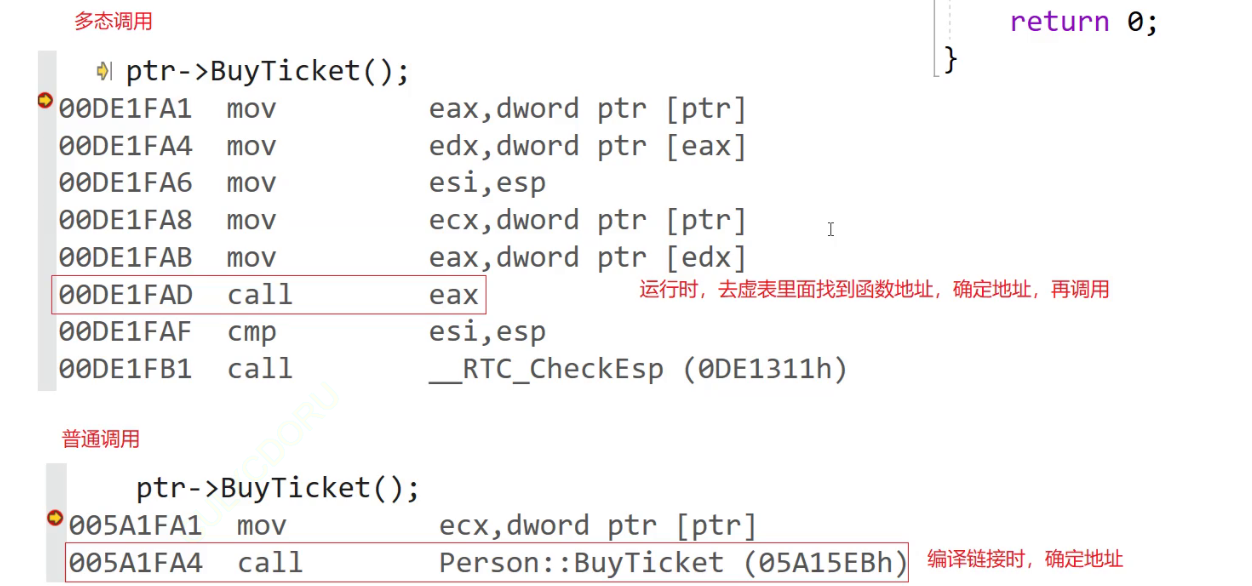 多态调用
return 0;
}
ptr->BuyTicket();
00DE1FA1 mov eax,dword ptr [ptr]
00DE1FA4 mov edx,dword ptr [eax]
00DE1FA6 mov esi,esp
00DE1FA8 mov ecx,dword ptr [ptr]
00DE1FAB mov eax,dword ptr [edx]
00DE1FAD call eax 运行时，去虚表里面找到函数地址，确定地址，再调用
00DE1FAF cmp esi,esp
00DE1FB1 call __RTC_CheckEsp (0DE1311h)
普通调用
ptr->BuyTicket();
005A1FA1 mov ecx,dword ptr [ptr]
005A1FA4 call Person::BuyTicket (05A15EBh) 编译链接时，确定地址